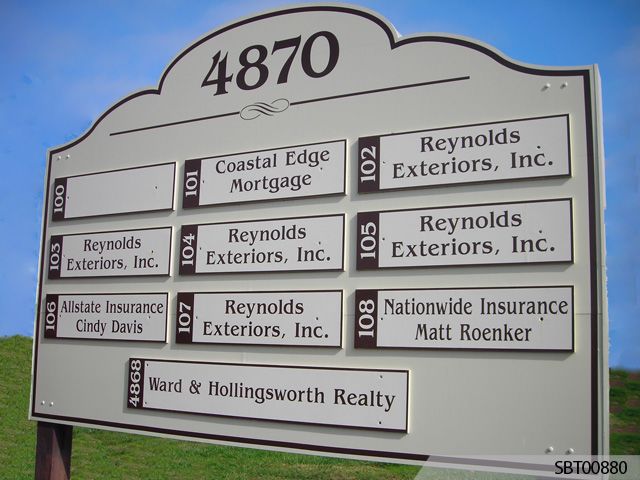 4870
100
101 Coastal Edge
Mortgage
102 Reynolds
Exteriors, Inc.
103 Reynolds
Exteriors, Inc.
104 Reynolds
Exteriors, Inc.
105 Reynolds
Exteriors, Inc.
106 Allstate Insurance
Cindy Davis
107 Reynolds
Exteriors, Inc.
108 Nationwide Insurance
Matt Roenker
4868 Ward & Hollingsworth Realty
SBT00880